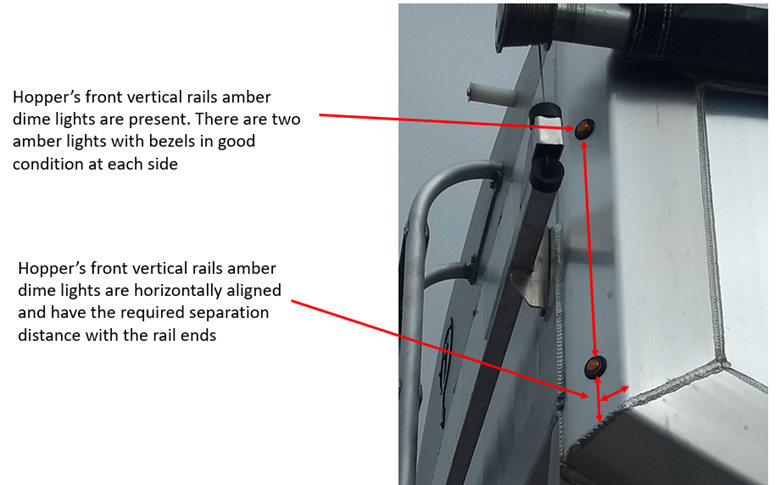 Hopper’s front vertical rails amber
dime lights are present. There are two
amber lights with bezels in good
condition at each side
Hopper’s front vertical rails amber
dime lights are horizontally aligned
and have the required separation
distance with the rail ends